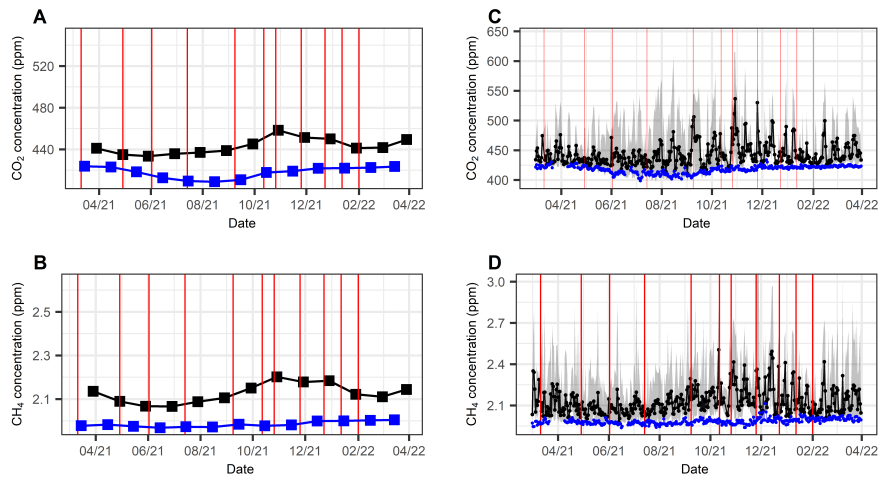 A
CO2 concentration (ppm)
520
480
440
04/21 06/21 08/21 10/21 12/21 02/22 04/22
Date
C
CO2 concentration (ppm)
650
600
550
500
450
400
04/21 06/21 08/21 10/21 12/21 02/22 04/22
Date
B
CH4 concentration (ppm)
2.5
2.3
2.1
04/21 06/21 08/21 10/21 12/21 02/22 04/22
Date
D
CH4 concentration (ppm)
3.0
2.7
2.4
2.1
04/21 06/21 08/21 10/21 12/21 02/22 04/22
Date